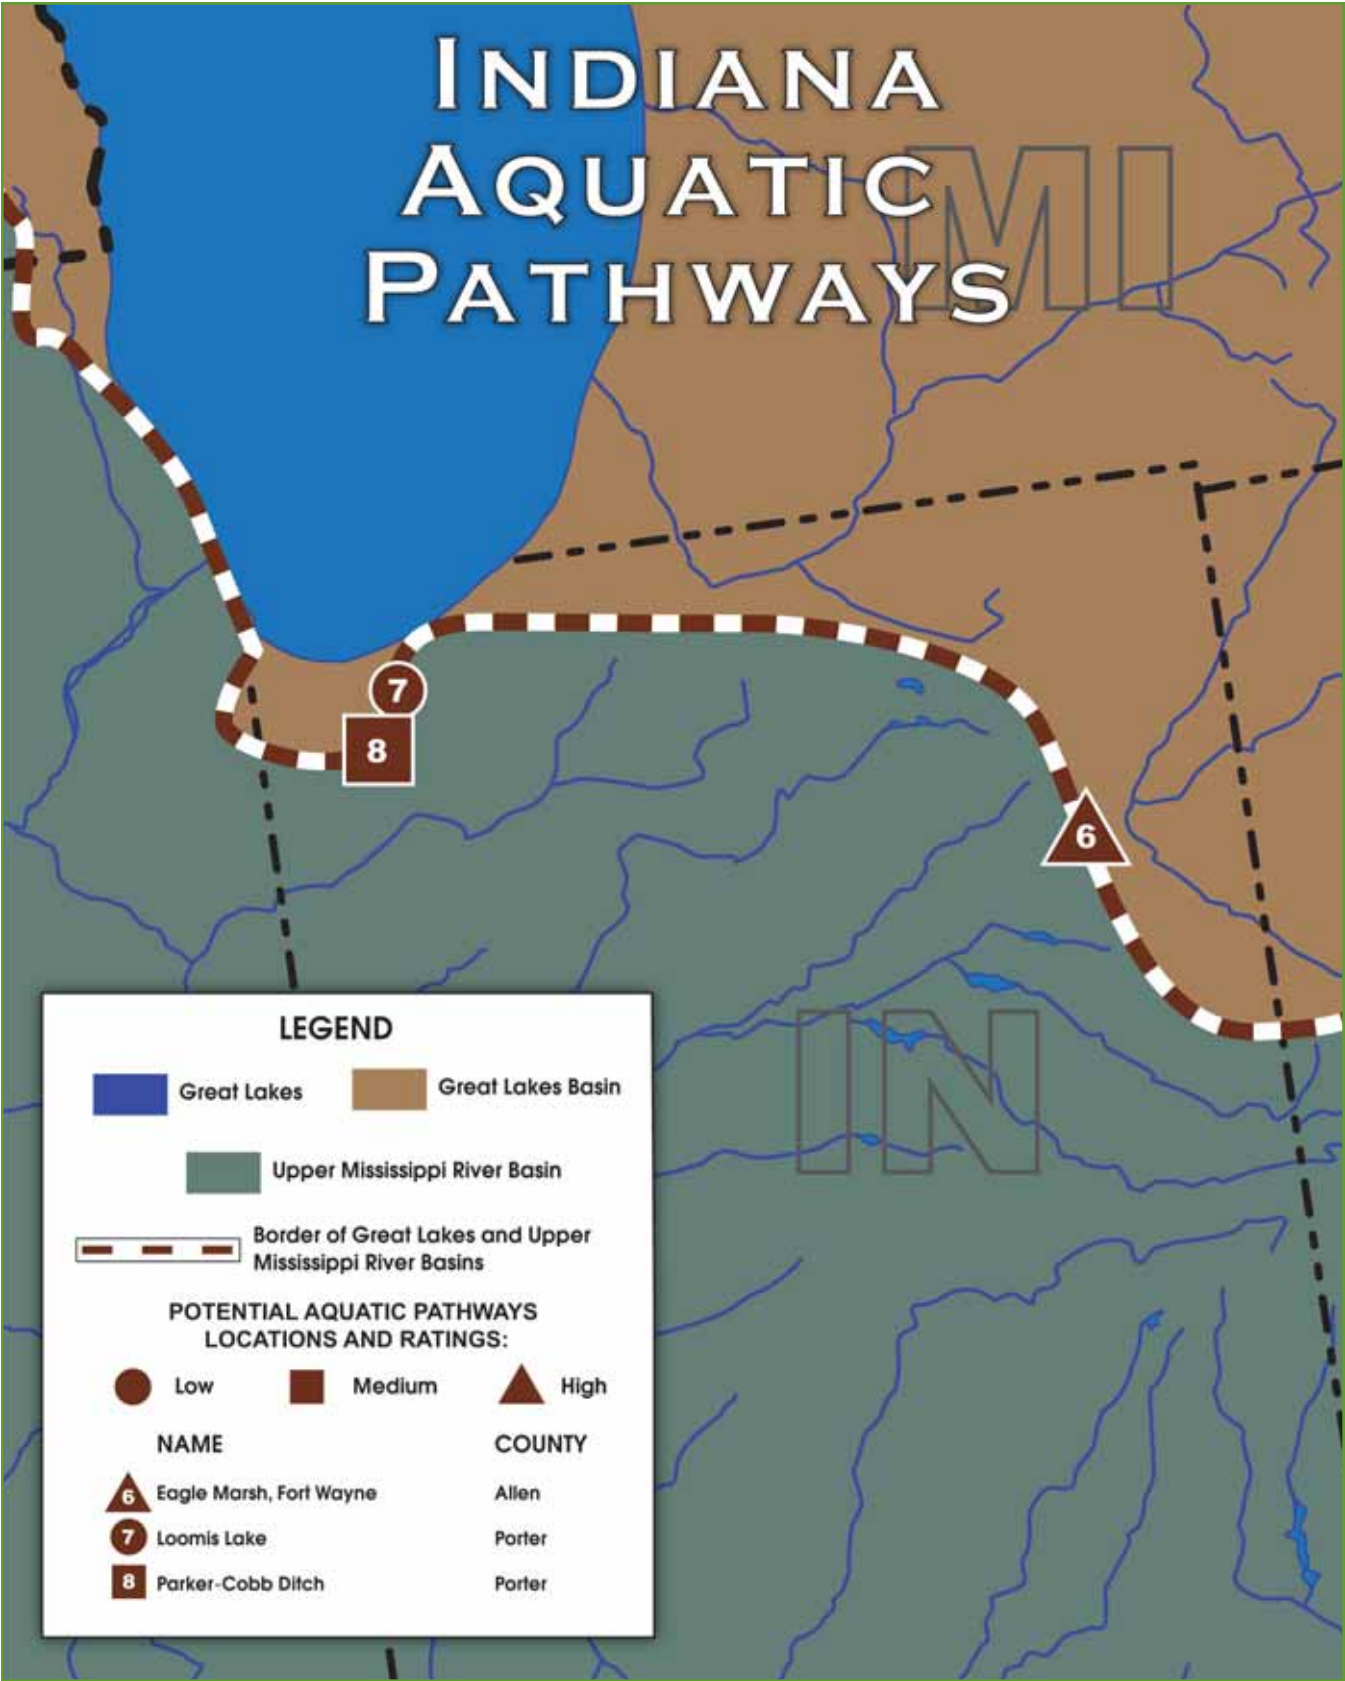 INDIANA
AQUATIC
PATHWAYS
MI
7
8
6
IN
LEGEND
Great Lakes
Great Lakes Basin
Upper Mississippi River Basin
Border of Great Lakes and Upper
Mississippi River Basins
POTENTIAL AQUATIC PATHWAYS
LOCATIONS AND RATINGS:
Low Medium High
NAME COUNTY
6 Eagle Marsh, Fort Wayne Allen
7 Loomis Lake Porter
8 Parker-Cobb Ditch Porter